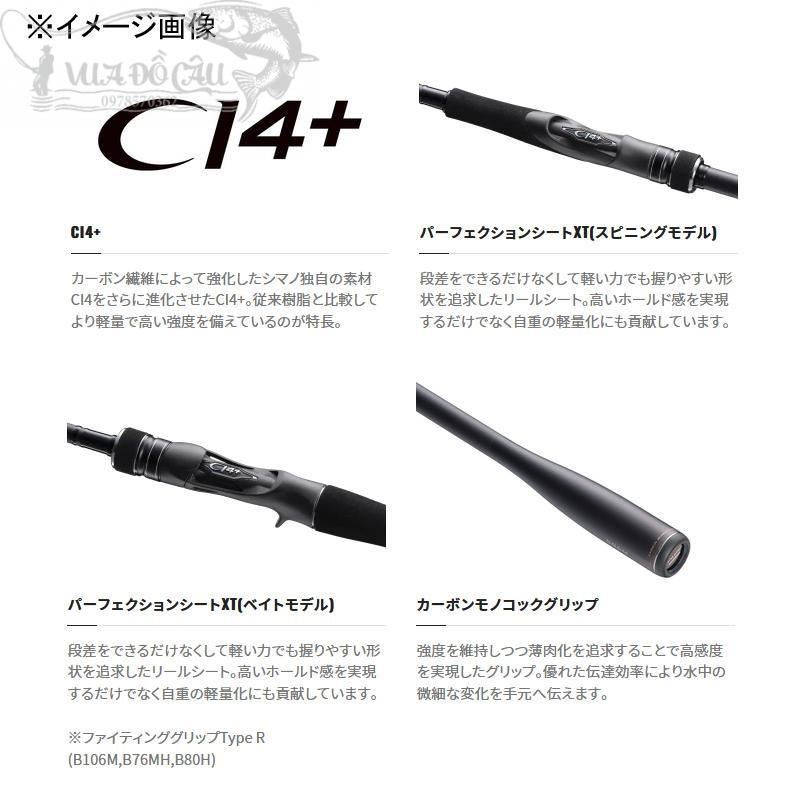 ※イメージ画像
VUA ĐỒ CÂU
0978570362
CI4+
CI4+
CI4+
カーボン繊維によって強化したシマノ独自の素材
CI4をさらに進化させたCI4+。従来樹脂と比較して
より軽量で高い強度を備えているのが特長。
パーフェクションシートXT(スピニングモデル)
段差をできるだけなくして軽い力でも握りやすい形
状を追求したリールシート。高いホールド感を実現
するだけでなく自重の軽量化にも貢献しています。
CI4+
パーフェクションシートXT(ベイトモデル)
段差をできるだけなくして軽い力でも握りやすい形
状を追求したリールシート。高いホールド感を実現
するだけでなく自重の軽量化にも貢献しています。
※ファイティンググリップType R
(B106M,B76MH,B80H)
カーボンモノコックグリップ
強度を維持しつつ薄肉化を追求することで高感度
を実現したグリップ。優れた伝達効率により水中の
微細な変化を手元へ伝えます。